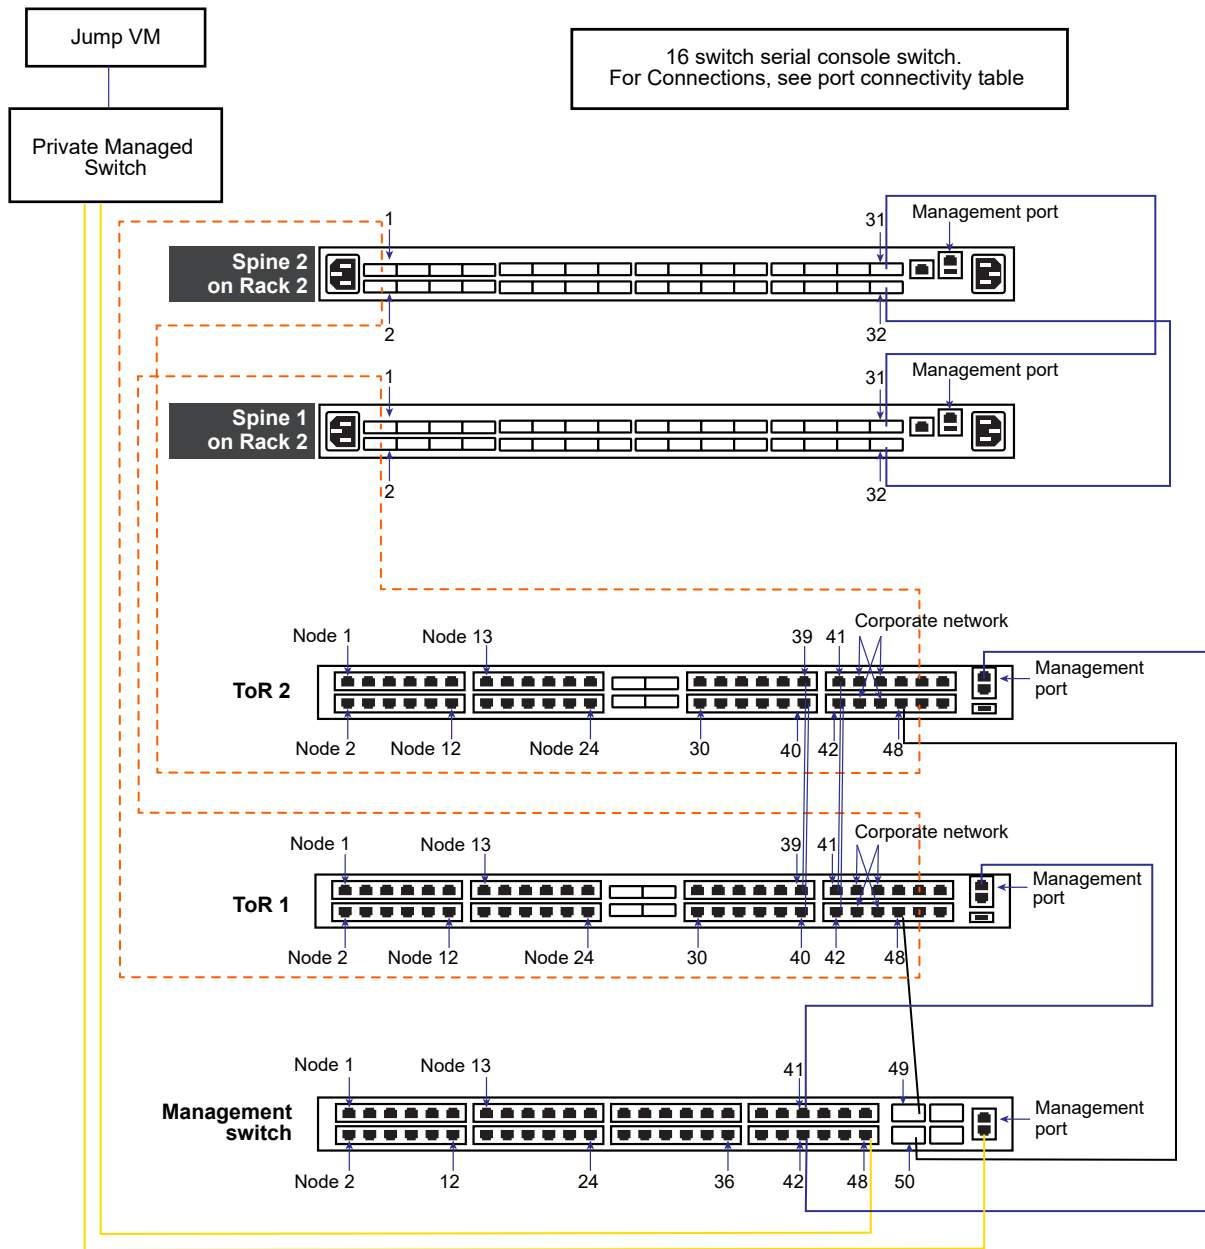 Jump VM
16 switch serial console switch.
For Connections, see port connectivity table
Private Managed
Switch
1
31
Management port
Spine 2
on Rack 2
2
32
1
31
Management port
Spine 1
on Rack 2
2
32
Corporate network
Node 1
Node 13
39
41
Management
port
ToR 2
Node 2
Node 12
Node 24
30
40
42
48
Corporate network
Node 1
Node 13
39
41
Management
port
ToR 1
Node 2
Node 12
Node 24
30
40
42
48
Node 1
Node 13
41
49
Management
port
Management
switch
Node 2
12
24
36
42
48
50